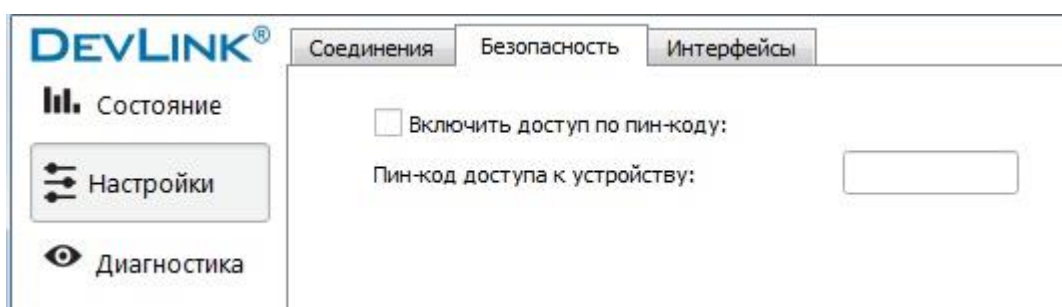 DEVLINK®
Соединения Безопасность Интерфейсы
Состояние
Включить доступ по пин-коду:
Настройки
Пин-код доступа к устройству:
Диагностика